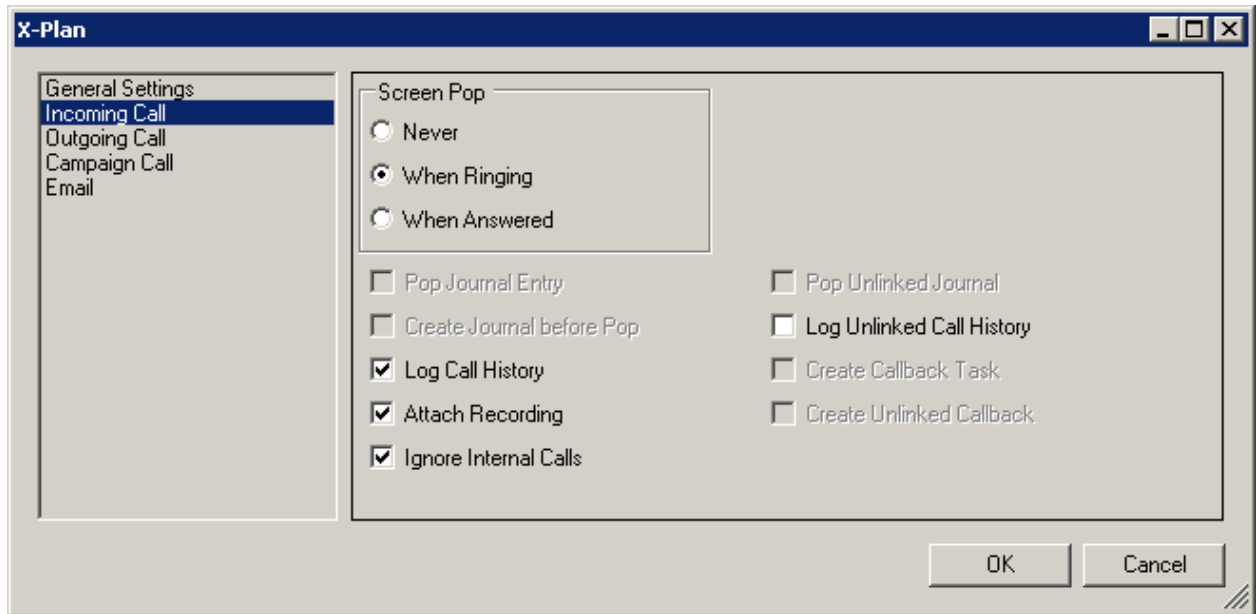 X-Plan
General Settings
Incoming Call
Outgoing Call
Campaign Call
Email
Screen Pop
Never
When Ringing
When Answered
Pop Journal Entry
Pop Unlinked Journal
Create Journal before Pop
Log Unlinked Call History
Log Call History
Create Callback Task
Attach Recording
Create Unlinked Callback
Ignore Internal Calls
OK
Cancel